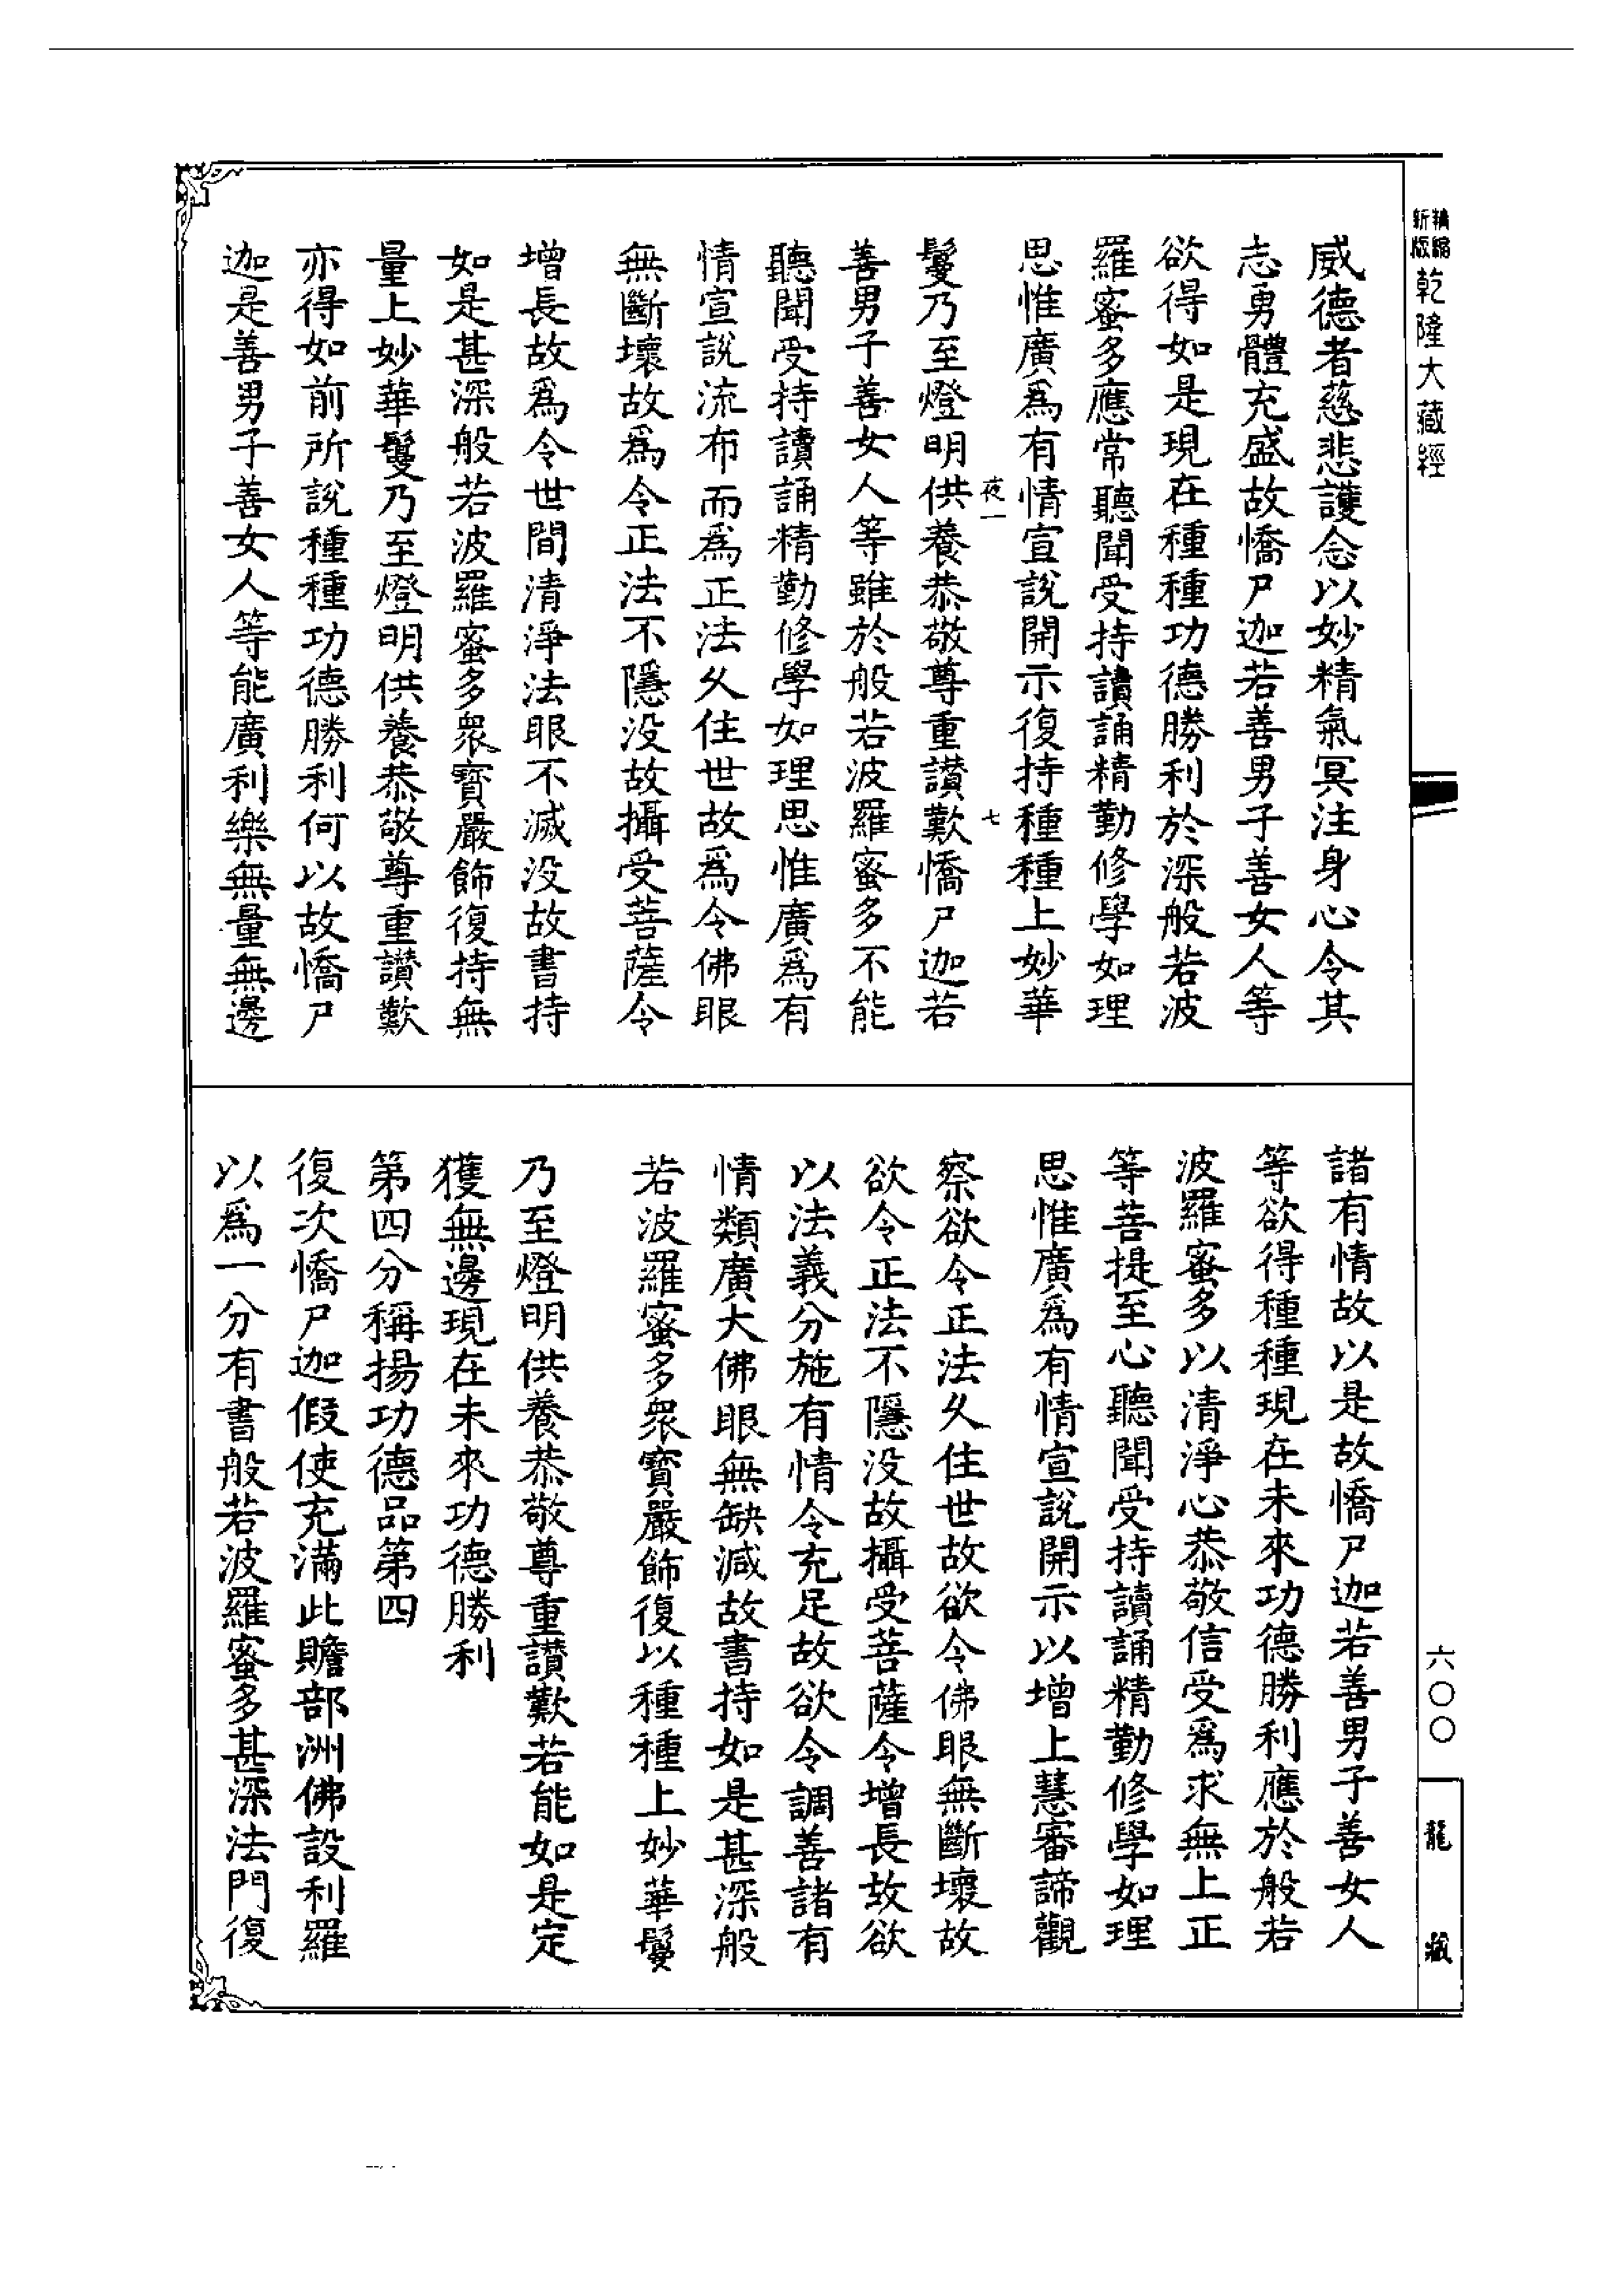 精縮
新版
乾隆大藏經
威德者慈悲護念以妙精氣冥注身心令其
志勇體充盛故憍尸迦若善男子善女人等
欲得如是現在種種功德勝利於深般若波
羅蜜多應常聽聞受持讀誦精勤修學如理
思惟廣爲有情宣說開示復持種種上妙華
夜一 七
鬘乃至燈明供養恭敬尊重讚歎憍尸迦若
善男子善女人等雖於般若波羅蜜多不能
聽聞受持讀誦精勤修學如理思惟廣爲有
情宣說流布而爲正法久住世故爲令佛眼
無斷壞故爲令正法不隱没故攝受菩薩令
增長故爲令世間清淨法眼不滅没故書持
如是甚深般若波羅蜜多衆寶嚴飾復持無
量上妙華鬘乃至燈明供養恭敬尊重讚歎
亦得如前所說種種功德勝利何以故憍尸
迦是善男子善女人等能廣利樂無量無邊
諸有情故以是故憍尸迦若善男子善女人
等欲得種種現在未來功德勝利應於般若
波羅蜜多以清淨心恭敬信受爲求無上正
等菩提至心聽聞受持讀誦精勤修學如理
思惟廣爲有情宣說開示以增上慧審諦觀
察欲令正法久住世故欲令佛眼無斷壞故
欲令正法不隱没故攝受菩薩令增長故欲
以法義分施有情令充足故欲令調善諸有
情類廣大佛眼無缺減故書持如是甚深般
若波羅蜜多衆寶嚴飾復以種種上妙華鬘
乃至燈明供養恭敬尊重讚歎若能如是定
獲無邊現在未來功德勝利
第四分稱揚功德品第四
復次憍尸迦假使充滿此贍部洲佛設利羅
以爲一分有書般若波羅蜜多甚深法門復
六〇〇
龍藏